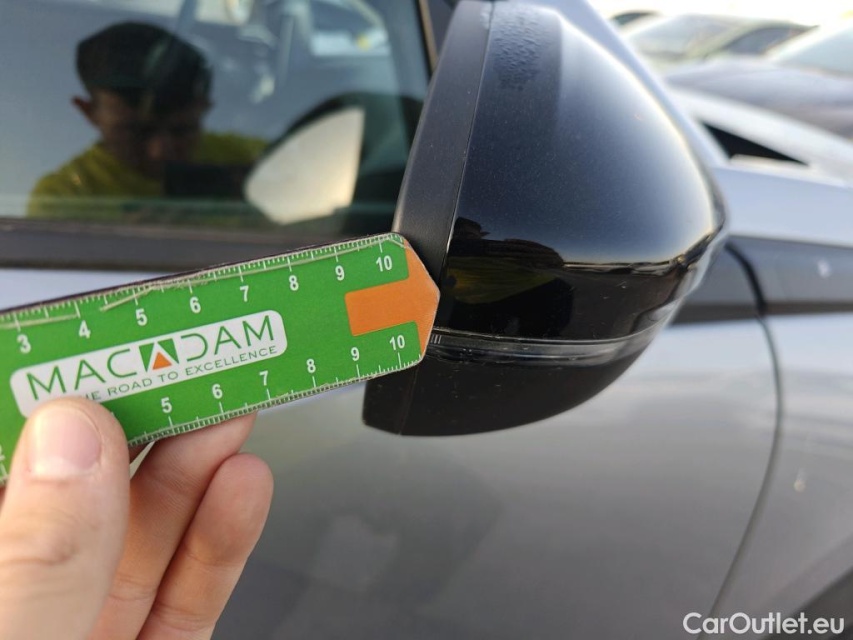 3 4 5 6 7 8 9 10
MACADAM
THE ROAD TO EXCELLENCE
5 6 7 8 9 10
CarOutlet.eu